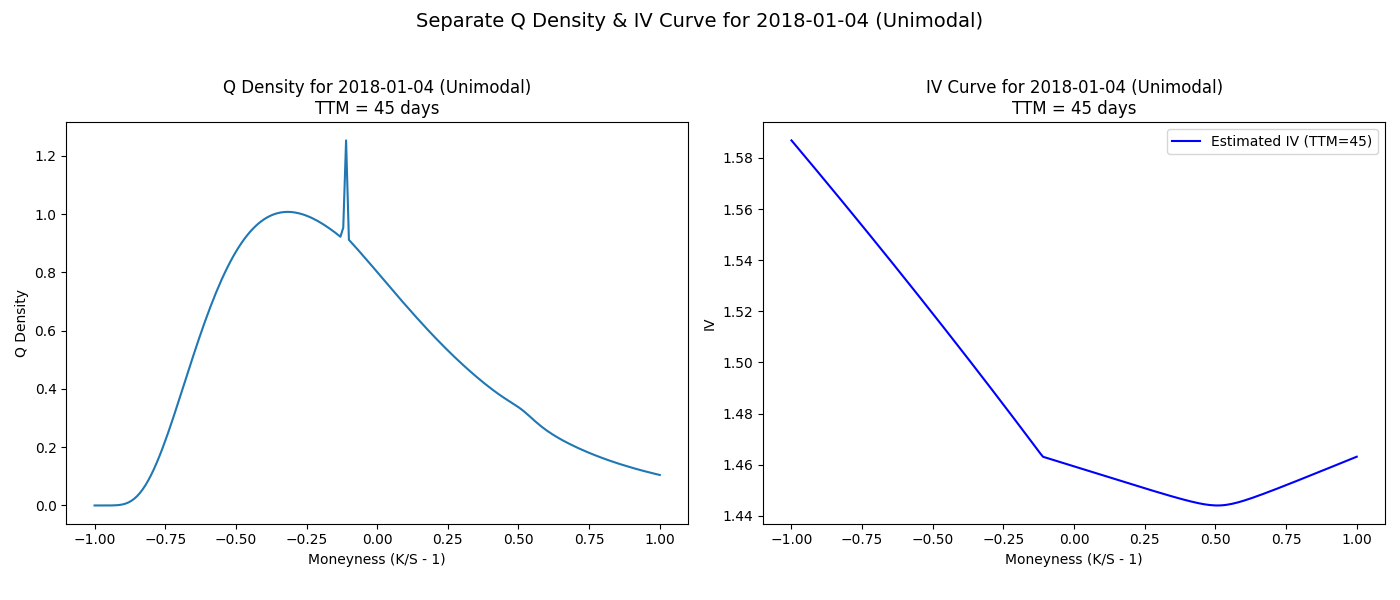 Separate Q Density & IV Curve for 2018-01-04 (Unimodal)
Q Density for 2018-01-04 (Unimodal)
TTM = 45 days
Q Density
1.2
1.0
0.8
0.6
0.4
0.2
0.0
−1.00 −0.75 −0.50 −0.25 0.00 0.25 0.50 0.75 1.00
Moneyness (K/S - 1)
IV Curve for 2018-01-04 (Unimodal)
TTM = 45 days
Estimated IV (TTM=45)
IV
1.58
1.56
1.54
1.52
1.50
1.48
1.46
1.44
−1.00 −0.75 −0.50 −0.25 0.00 0.25 0.50 0.75 1.00
Moneyness (K/S - 1)